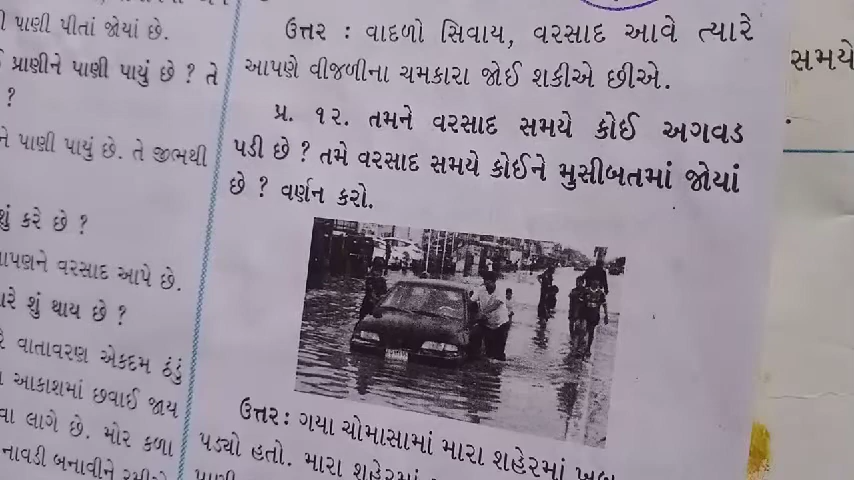 પાણી પીતાં જોયાં છે.
પ્રાણીને પાણી પાયું છે ? તે
?
ને પાણી પાયું છે. તે જીભથી
શું કરે છે ?
આપણને વરસાદ આપે છે.
શું થાય છે ?
વાતાવરણ એકદમ ઠંડું
આકાશમાં છવાઈ જાય
લાગે છે. મોર કળા
બનાવીને
ઉત્તર : વાદળો સિવાય, વરસાદ આવે ત્યારે
આપણે વીજળીના ચમકારા જોઈ શકીએ છીએ.
પ્ર. ૧૨. તમને વરસાદ સમયે કોઈ અગવડ
પડી છે ? તમે વરસાદ સમયે કોઈને મુસીબતમાં જોયાં
છે ? વર્ણન કરો.
ઉત્તર : ગયા ચોમાસામાં મારા શહેરમાં ખૂબ
પડ્યો હતો. મારા શહેરમાં
સમયે